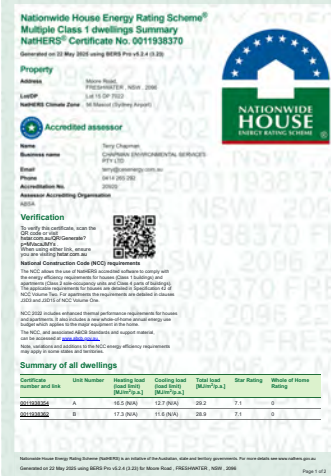 Nationwide House Energy Rating Scheme®
Multiple Class 1 dwellings Summary
NatHERS® Certificate No. 0011938370
Generated on 22 May 2025 using BERS Pro v5.2.4 (3.23)
Property
Address Moore Road,
FRESHWATER , NSW , 2096
Lot/DP Lot 15 DP 7022
NatHERS Climate Zone 56 Mascot (Sydney Airport)
NATIONWIDE
HOUSE
ENERGY RATING SCHEME
Accredited assessor
Name Terry Chapman
Business name CHAPMAN ENVIRONMENTAL SERVICES
PTY LTD
Email
Phone 0414 265 292
Accreditation No. 20920
Assessor Accrediting Organisation
ABSA
Verification
To verify this certificate, scan the
QR code or visit
hstar.com.au/QR/Generate?
When using either link, ensure
you are visiting hstar.com.au
National Construction Code (NCC) requirements
The NCC allows the use of NatHERS accredited software to comply with
the energy efficiency requirements for houses (Class 1 buildings) and
apartments (Class 2 sole-occupancy units and Class 4 parts of buildings).
The applicable requirements for houses are detailed in Specification 42 of
NCC Volume Two. For apartments the requirements are detailed in clauses
J3D3 and J3D15 of NCC Volume One.
NCC 2022 includes enhanced thermal performance requirements for houses
and apartments. It also includes a new whole-of-home annual energy use
budget which applies to the major equipment in the home.
The NCC, and associated ABCB Standards and support material,
can be accessed at www.abcb.gov.au.
Note, variations and additions to the NCC energy efficiency requirements
may apply in some states and territories.
Summary of all dwellings
Certificate number and link Unit Number Heating load (load limit) [MJ/m²/p.a.] Cooling load (load limit) [MJ/m²/p.a.] Total load [MJ/m²/p.a.] Star Rating Whole of Home Rating
0011938354 A 16.5 (N/A) 12.7 (N/A) 29.2 7.1 0
0011938362 B 17.3 (N/A) 11.6 (N/A) 28.9 7.1 0
Nationwide House Energy Rating Scheme (NatHERS) is an initiative of the Australian, state and territory governments. For more details see www.nathers.gov.au
Generated on 22 May 2025 using BERS Pro v5.2.4 (3.23) for Moore Road , FRESHWATER , NSW , 2096
Page 1 of 2